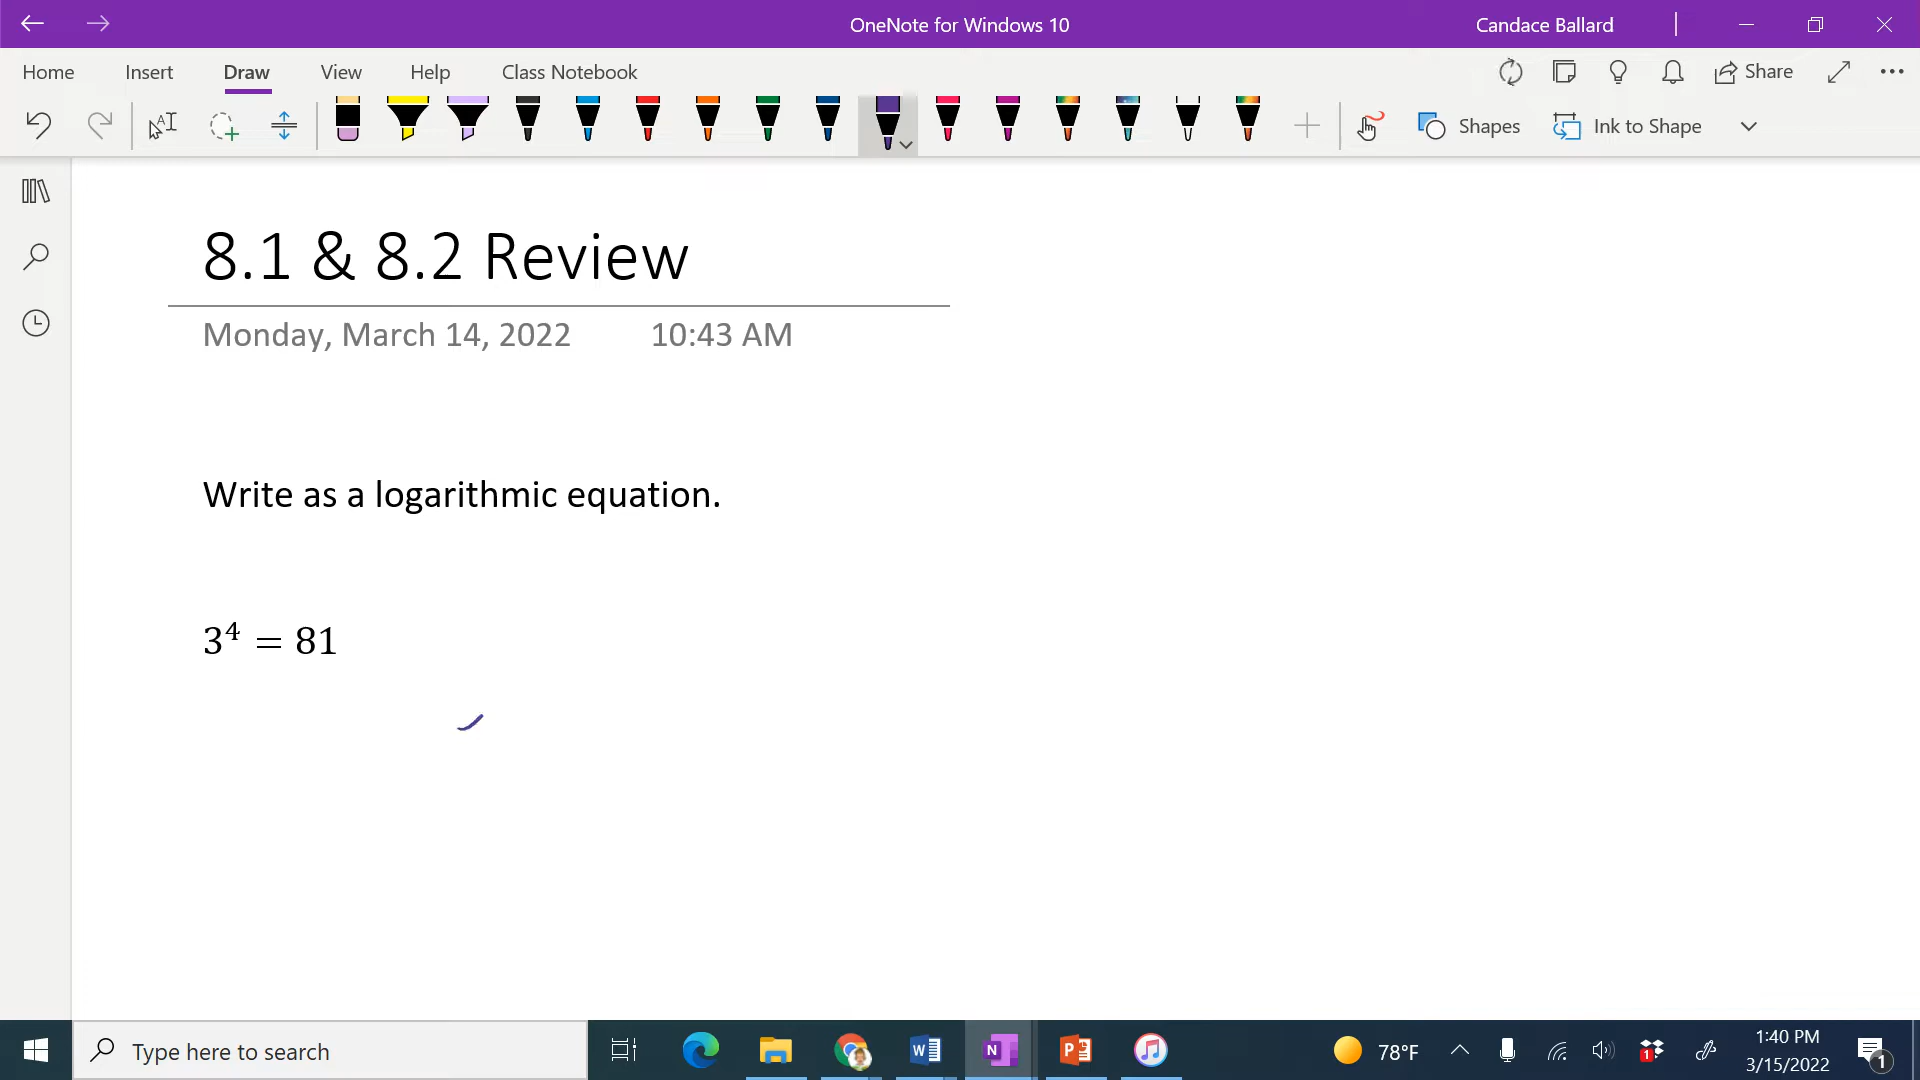 OneNote for Windows 10
Candace Ballard
Home Insert Draw View Help Class Notebook
Share
Shapes
Ink to Shape
8.1 & 8.2 Review
Monday, March 14, 2022 10:43 AM
Write as a logarithmic equation.
3⁴ = 81
Type here to search
78°F
1:40 PM
3/15/2022
1
1